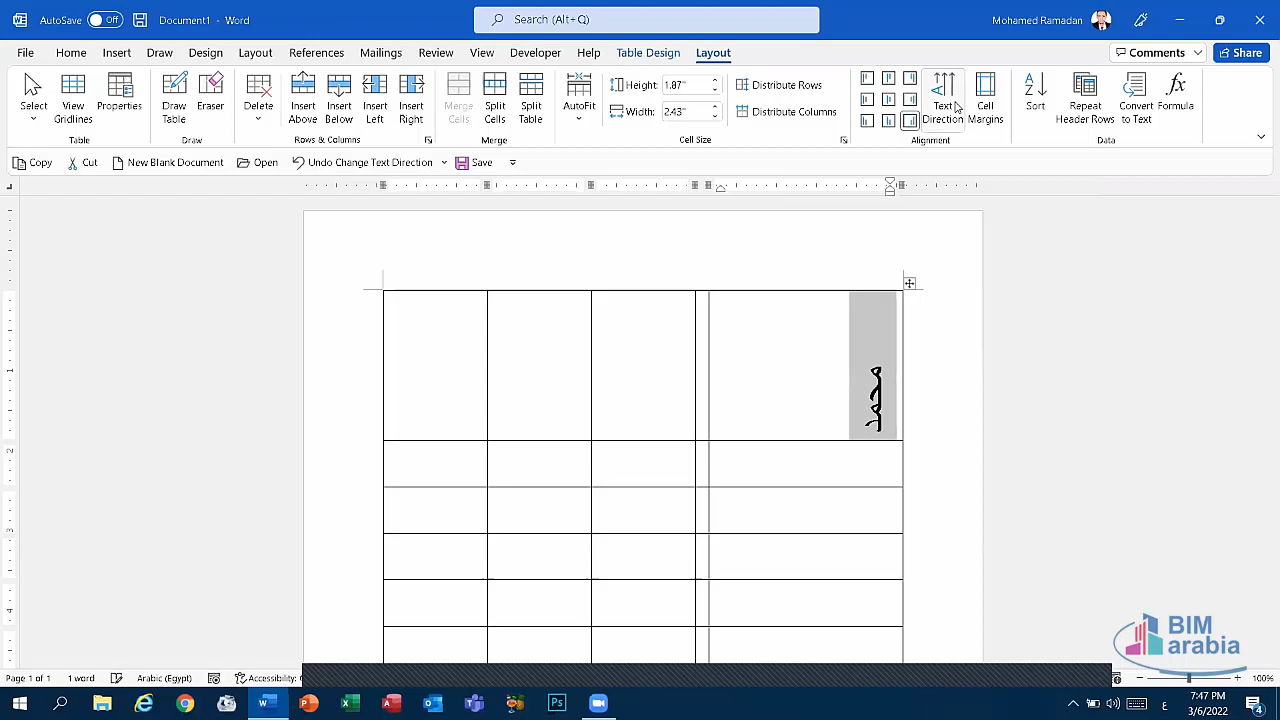 AutoSave Off Document1 - Word Search (Alt+Q) Mohamed Ramadan
File Home Insert Draw Design Layout References Mailings Review View Developer Help Table Design Layout Comments Share
Select View Gridlines Properties Draw Table Eraser Delete Insert Above Insert Below Insert Left Insert Right Merge Cells Split Cells Split Table AutoFit Height: 1.87" Width: 2.43" Distribute Rows Distribute Columns Text Direction Cell Margins Sort Repeat Header Rows Convert to Text Formula
Table Draw Rows & Columns Merge Cell Size Alignment Data
Copy Cut New Blank Document Open Undo Change Text Direction Save
محمد
1
2
3
4
BIM
arabia
Page 1 of 1 1 word Arabic (Egypt) 100%
7:47 PM
3/6/2022